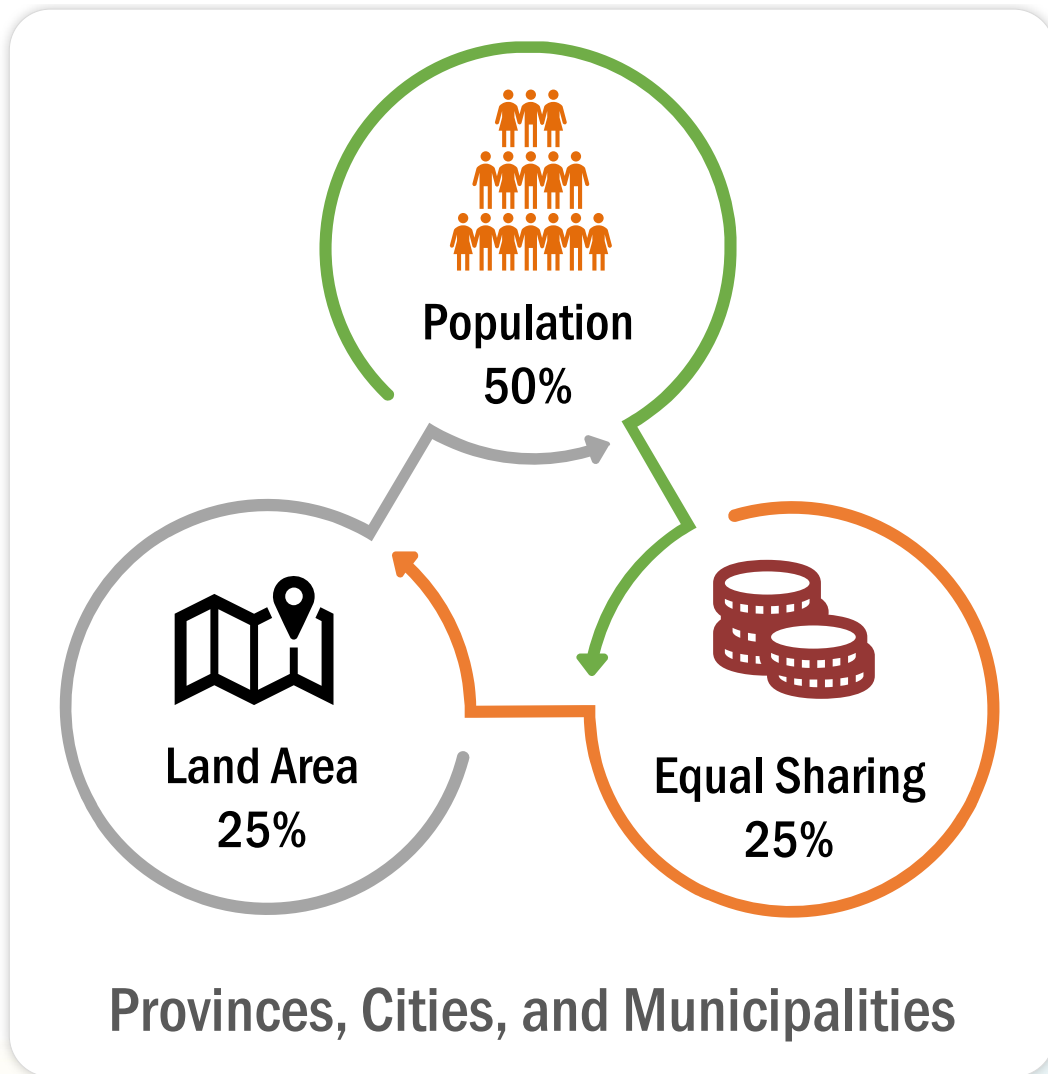 Population
50%
Land Area
25%
Equal Sharing
25%
Provinces, Cities, and Municipalities